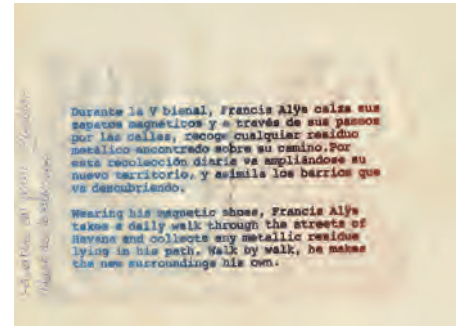 Durante la V bienal, Francis Alÿs calza sus
zapatos magnéticos y a través de sus paseos
por las calles, recoge cualquier residuo
metálico encontrado sobre su camino. Por
esta recolección diaria va ampliándose su
nuevo territorio, y asimila los barrios que
va descubriendo.
Wearing his magnetic shoes, Francis Alÿs
takes a daily walk through the streets of
Havana and collects any metallic residue
lying in his path. Walk by walk, he makes
the new surroundings his own.